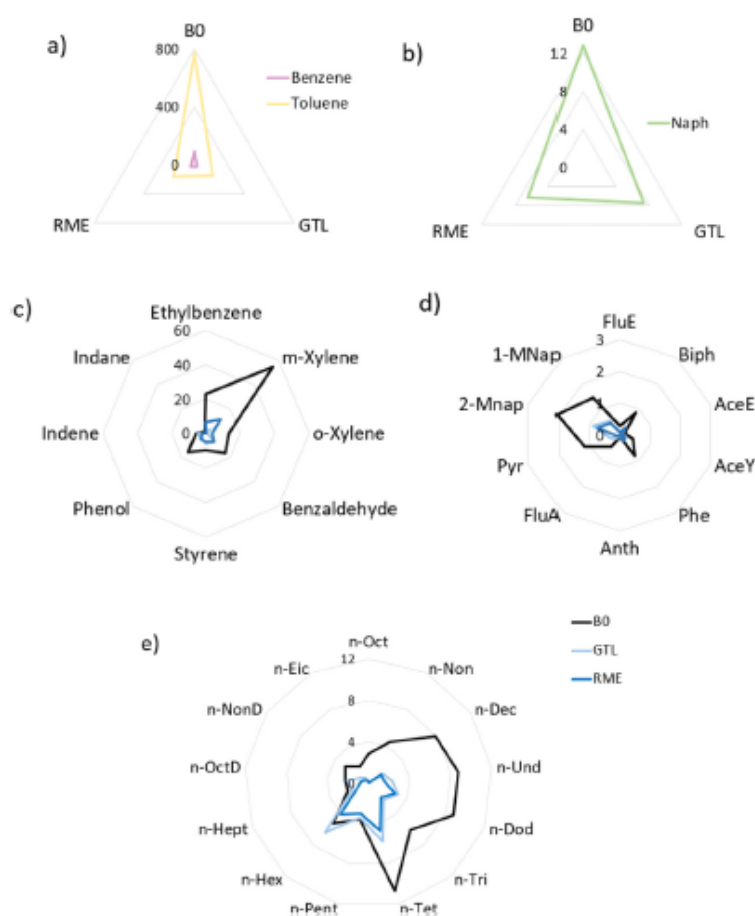 a)
B0
800
400
0
RME
GTL
Benzene
Toluene
b)
B0
12
8
4
0
RME
GTL
Naph
c)
Ethylbenzene
60
40
20
0
m-Xylene
o-Xylene
Benzaldehyde
Styrene
Phenol
Indene
Indane
d)
FluE
3
2
1
0
Biph
AceE
AceY
Phe
Anth
FluA
Pyr
2-Mnap
1-MNap
e)
n-Oct
12
8
4
0
n-Non
n-Dec
n-Und
n-Dod
n-Tri
n-Tet
n-Pent
n-Hex
n-Hept
n-OctD
n-NonD
n-Eic
B0
GTL
RME